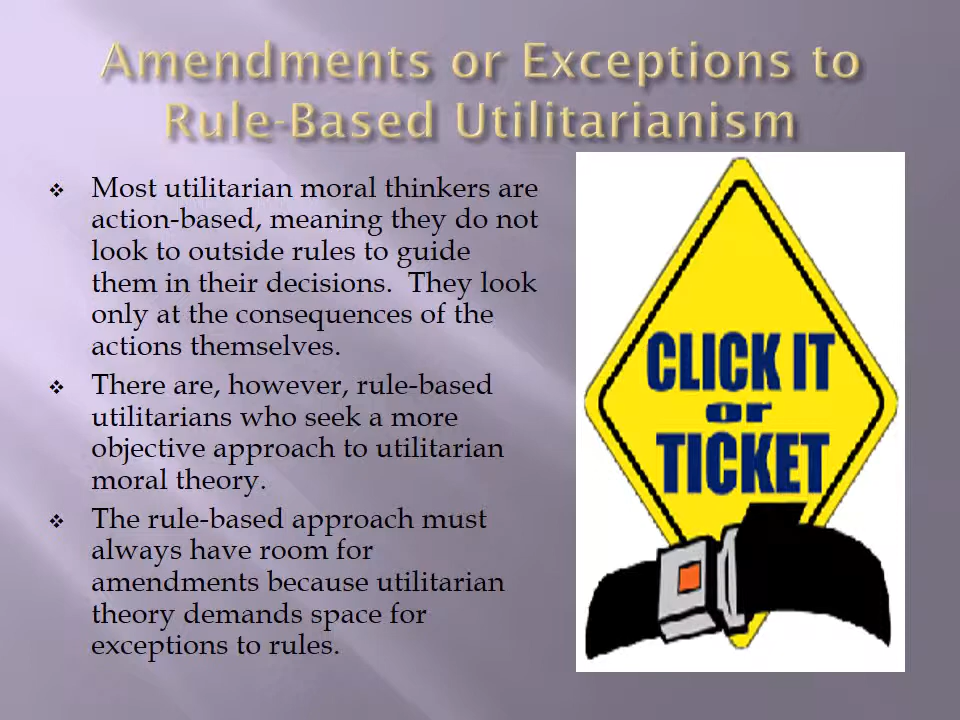 Amendments or Exceptions to
Rule-Based Utilitarianism
❖ Most utilitarian moral thinkers are
action-based, meaning they do not
look to outside rules to guide
them in their decisions.  They look
only at the consequences of the
actions themselves.
❖ There are, however, rule-based
utilitarians who seek a more
objective approach to utilitarian
moral theory.
❖ The rule-based approach must
always have room for
amendments because utilitarian
theory demands space for
exceptions to rules.
CLICK IT
or
TICKET